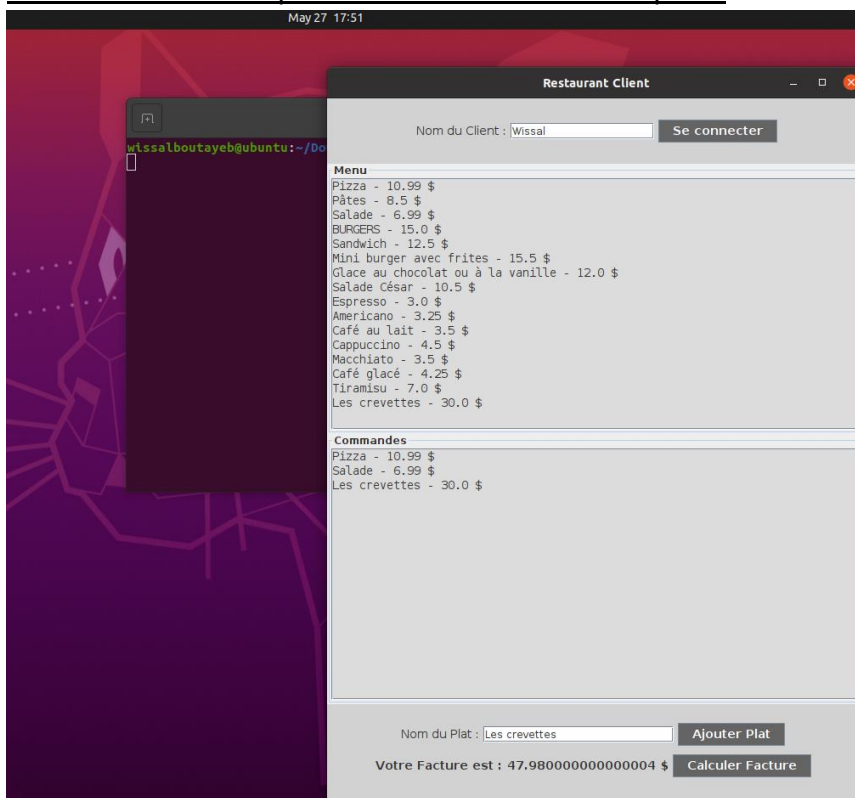 May 27 17:51
Restaurant Client
wissalboutayeb@ubuntu:~/Do
Nom du Client : Wissal Se connecter
Menu
Pizza - 10.99 $
Pâtes - 8.5 $
Salade - 6.99 $
BURGERS - 15.0 $
Sandwich - 12.5 $
Mini burger avec frites - 15.5 $
Glace au chocolat ou à la vanille - 12.0 $
Salade César - 10.5 $
Espresso - 3.0 $
Americano - 3.25 $
Café au lait - 3.5 $
Cappuccino - 4.5 $
Macchiato - 3.5 $
Café glacé - 4.25 $
Tiramisu - 7.0 $
Les crevettes - 30.0 $
Commandes
Pizza - 10.99 $
Salade - 6.99 $
Les crevettes - 30.0 $
Nom du Plat : Les crevettes Ajouter Plat
Votre Facture est : 47.980000000000004 $ Calculer Facture